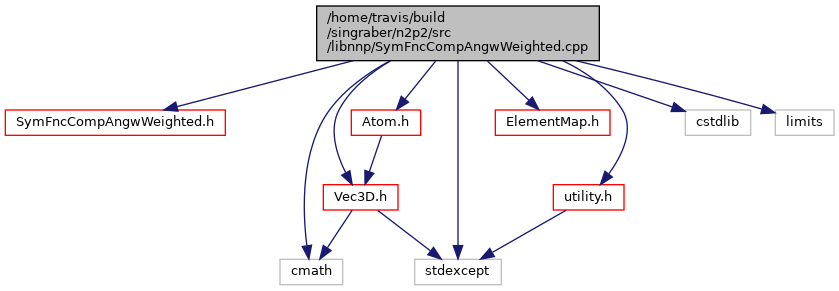 /home/travis/build
/singraber/n2p2/src
/libnnp/SymFncCompAngwWeighted.cpp
SymFncCompAngwWeighted.h
Atom.h
ElementMap.h
cstdlib
limits
Vec3D.h
utility.h
cmath
stdexcept